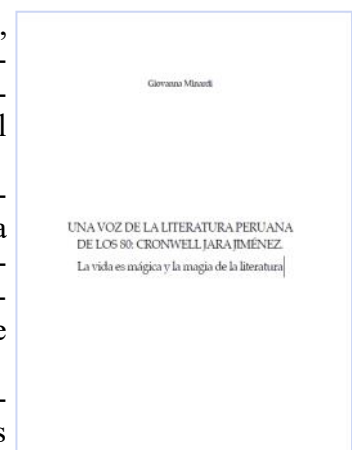 ,
-
-
l
-
a
-
-
e
-
s
Giovanna Minardi
UNA VOZ DE LA LITERATURA PERUANA
DE LOS 80: CRONWELL JARA JIMÉNEZ.
La vida es mágica y la magia de la literatura